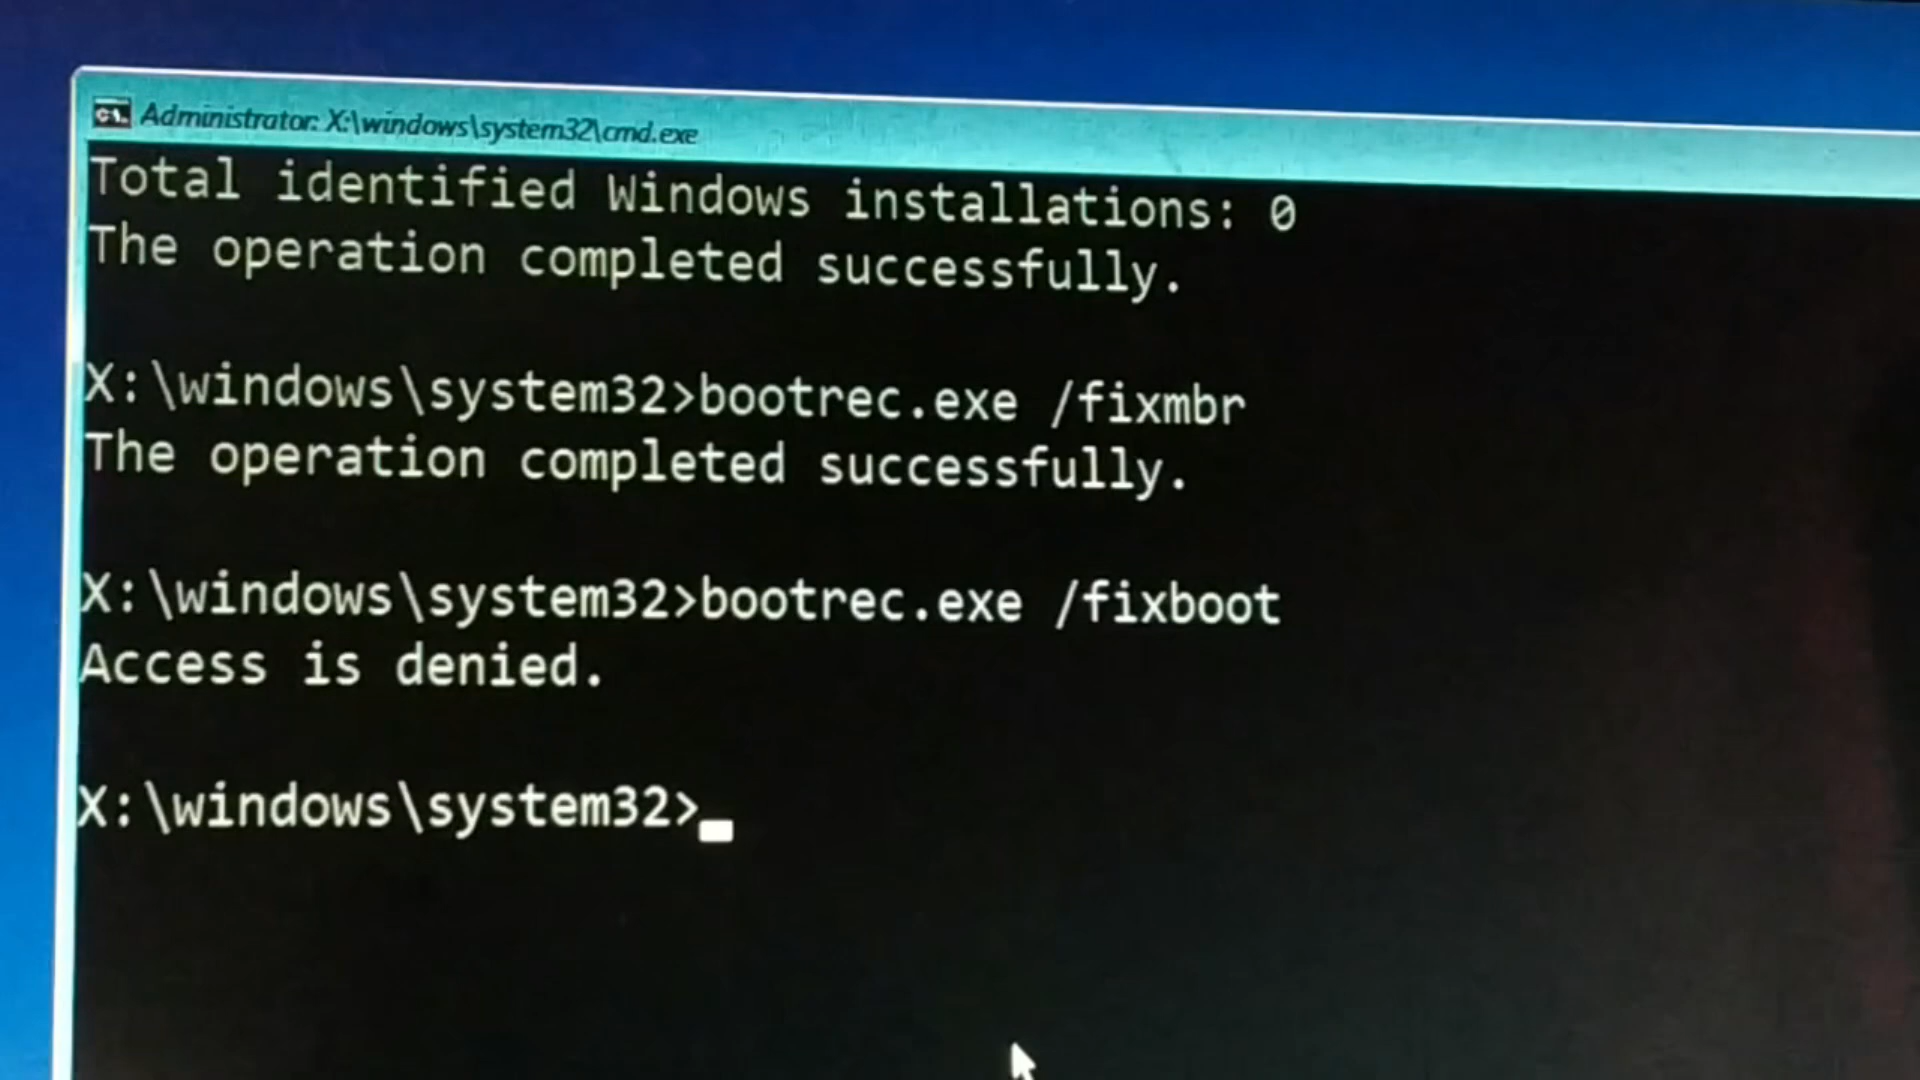 Administrator: X:\windows\system32\cmd.exe
Total identified Windows installations: 0
The operation completed successfully.
X:\windows\system32>bootrec.exe /fixmbr
The operation completed successfully.
X:\windows\system32>bootrec.exe /fixboot
Access is denied.
X:\windows\system32>